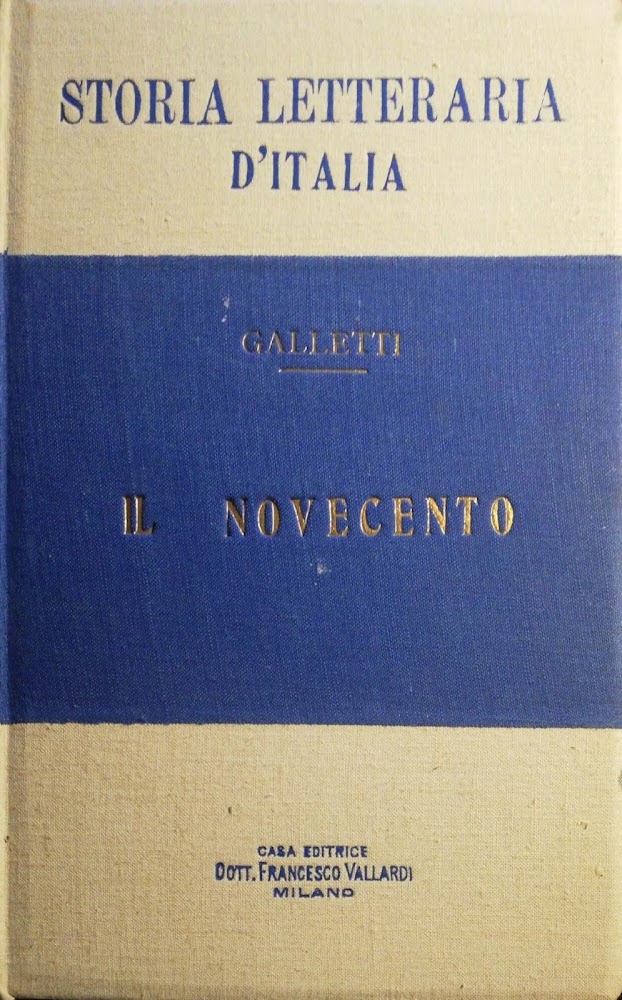 STORIA LETTERARIA
D'ITALIA
GALLETTI
IL NOVECENTO
CASA EDITRICE
DOTT. FRANCESCO VALLARDI
MILANO